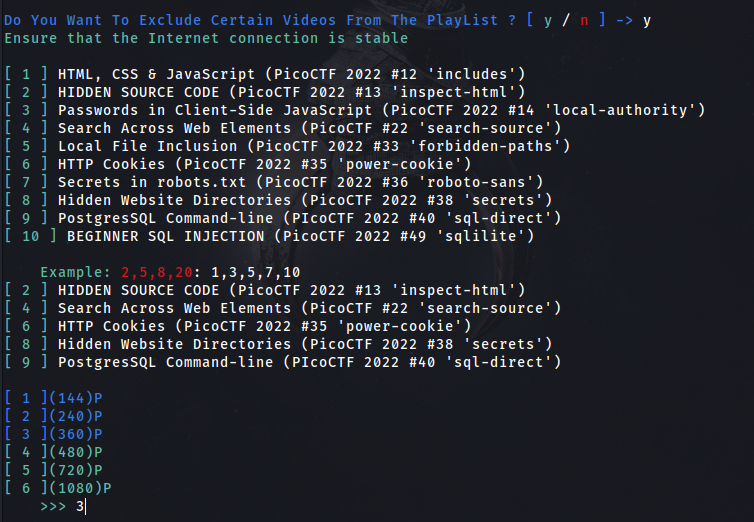 Do You Want To Exclude Certain Videos From The PlayList ? [ y / n ] -> y
Ensure that the Internet connection is stable
[ 1 ] HTML, CSS & JavaScript (PicoCTF 2022 #12 'includes')
[ 2 ] HIDDEN SOURCE CODE (PicoCTF 2022 #13 'inspect-html')
[ 3 ] Passwords in Client-Side JavaScript (PicoCTF 2022 #14 'local-authority')
[ 4 ] Search Across Web Elements (PicoCTF #22 'search-source')
[ 5 ] Local File Inclusion (PicoCTF 2022 #33 'forbidden-paths')
[ 6 ] HTTP Cookies (PicoCTF 2022 #35 'power-cookie')
[ 7 ] Secrets in robots.txt (PicoCTF 2022 #36 'roboto-sans')
[ 8 ] Hidden Website Directories (PicoCTF 2022 #38 'secrets')
[ 9 ] PostgresSQL Command-line (PIcoCTF 2022 #40 'sql-direct')
[ 10 ] BEGINNER SQL INJECTION (PicoCTF 2022 #49 'sqlilite')
Example: 2,5,8,20: 1,3,5,7,10
[ 2 ] HIDDEN SOURCE CODE (PicoCTF 2022 #13 'inspect-html')
[ 4 ] Search Across Web Elements (PicoCTF #22 'search-source')
[ 6 ] HTTP Cookies (PicoCTF 2022 #35 'power-cookie')
[ 8 ] Hidden Website Directories (PicoCTF 2022 #38 'secrets')
[ 9 ] PostgresSQL Command-line (PIcoCTF 2022 #40 'sql-direct')
[ 1 ](144)P
[ 2 ](240)P
[ 3 ](360)P
[ 4 ](480)P
[ 5 ](720)P
[ 6 ](1080)P
>>> 3